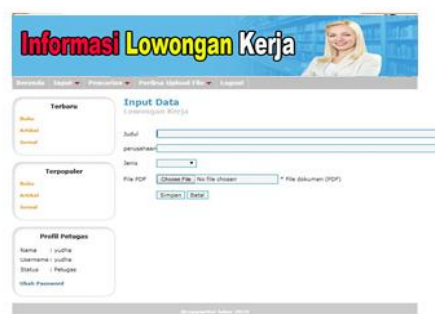 Informasi Lowongan Kerja
Beranda Input Pencarian Periksa Upload File Logout
Terbaru
Buku
Artikel
Jurnal
Terpopuler
Buku
Artikel
Jurnal
Profil Petugas
Nama : yudha
Username : yudha
Status : Petugas
Ubah Password
Input Data
Lowongan Kerja
Judul
perusahaan
Jenis
File PDF Choose File No file chosen * File dokumen (PDF)
Simpan Batal